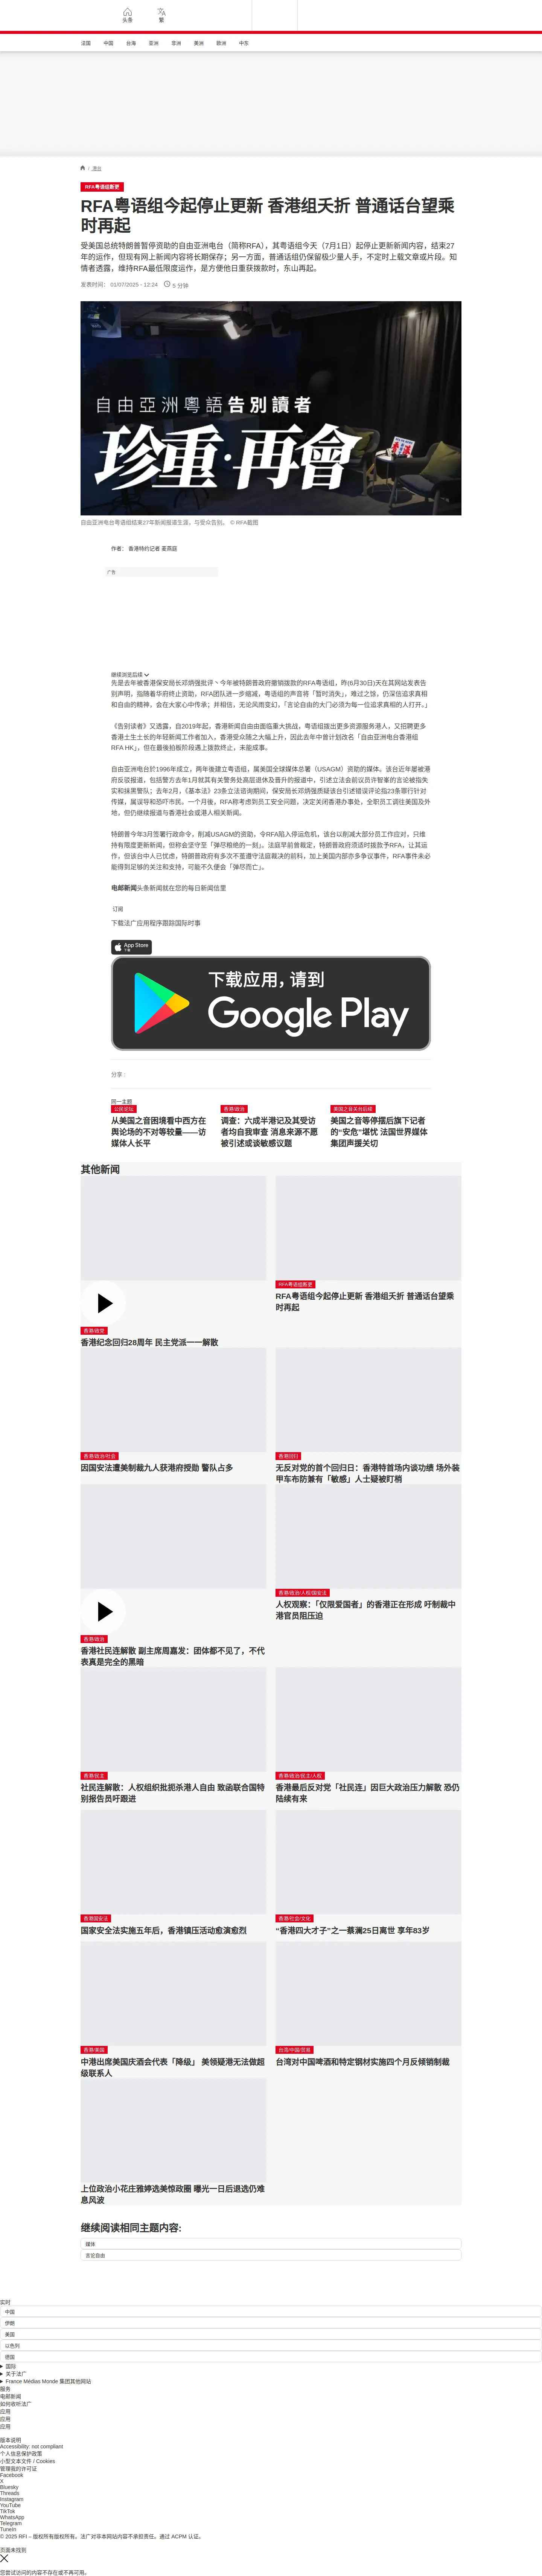 头条
繁
法国
中国
台海
亚洲
非洲
美洲
欧洲
中东
/ 港台
RFA粤语组断更
RFA粤语组今起停止更新 香港组夭折 普通话台望乘
时再起
受美国总统特朗普暂停资助的自由亚洲电台（简称RFA），其粤语组今天（7月1日）起停止更新新闻内容，结束27
年的运作，但现有网上新闻内容将长期保存；另一方面，普通话组仍保留极少量人手，不定时上载文章或片段。知
情者透露，维持RFA最低限度运作，是方便他日重获拨款时，东山再起。
发表时间： 01/07/2025 - 12:24
5 分钟
自由亞洲粵語告別讀者
珍重·再會
自由亚洲电台粤语组结束27年新闻报道生涯，与受众告别。 © RFA截图
作者： 香港特约记者 麦燕庭
广告
继续浏览后续
先是去年被香港保安局长邓炳强批评丶今年被特朗普政府撤销拨款的RFA粤语组，昨(6月30日)天在其网站发表告
别声明，指随着华府终止资助，RFA团队进一步缩减，粤语组的声音将「暂时消失」，难过之馀，仍深信追求真相
和自由的精神，会在大家心中传承；并相信，无论风雨变幻，「言论自由的大门必须为每一位追求真相的人打开。」
《告别读者》又透露，自2019年起，香港新闻自由面临重大挑战，粤语组拨出更多资源服务港人，又招聘更多
香港土生土长的年轻新闻工作者加入，香港受众随之大幅上升，因此去年中曾计划改名「自由亚洲电台香港组
RFA HK」，但在最後拍板阶段遇上拨款终止，未能成事。
自由亚洲电台於1996年成立，两年後建立粤语组，属美国全球媒体总署（USAGM）资助的媒体。该台近年屡被港
府反驳报道，包括警方去年1月就其有关警务处高层退休及晋升的报道中，引述立法会前议员许智峯的言论被指失
实和抹黑警队；去年2月，《基本法》23条立法谘询期间，保安局长邓炳强质疑该台引述错误评论指23条罪行针对
传媒，属误导和恐吓市民。一个月後，RFA称考虑到员工安全问题，决定关闭香港办事处，全职员工调往美国及外
地，但仍继续报道与香港社会或港人相关新闻。
特朗普今年3月签署行政命令，削减USAGM的资助，令RFA陷入停运危机，该台以削减大部分员工作应对，只维
持有限度更新新闻，但称会坚守至「弹尽粮绝的一刻」。法庭早前曾裁定，特朗普政府须适时拨款予RFA，让其运
作，但该台中人已忧虑，特朗普政府有多次不虽遵守法庭裁决的前科，加上美国内部亦多争议事件，RFA事件未必
能得到足够的关注和支持，可能不久便会「弹尽而亡」。
电邮新闻头条新闻就在您的每日新闻信里
订阅
下载法广应用程序跟踪国际时事
App Store
下载应用，请到
Google Play
分享 :
同一主题
公民论坛
从美国之音困境看中西方在
舆论场的不对等较量——访
媒体人长平
香港/政治
调查：六成半港记及其受访
者均自我审查 消息来源不愿
被引述或谈敏感议题
美国之音关台后续
美国之音等停摆后旗下记者
的“安危”堪忧 法国世界媒体
集团声援关切
其他新闻
香港/政党
香港纪念回归28周年 民主党派一一解散
RFA粤语组断更
RFA粤语组今起停止更新 香港组夭折 普通话台望乘
时再起
香港/政治/社会
因国安法遭美制裁九人获港府授勋 警队占多
香港回归
无反对党的首个回归日：香港特首场内谈功绩 场外装
甲车布防兼有「敏感」人士疑被盯梢
香港/政治
香港社民连解散 副主席周嘉发：团体都不见了，不代
表真是完全的黑暗
香港/政治/人权/国安法
人权观察：「仅限爱国者」的香港正在形成 吁制裁中
港官员阻压迫
香港/民主
社民连解散：人权组织批扼杀港人自由 致函联合国特
别报告员吁跟进
香港/政治/民主/人权
香港最后反对党「社民连」因巨大政治压力解散 恐仍
陆续有来
香港国安法
国家安全法实施五年后，香港镇压活动愈演愈烈
香港/社会/文化
“香港四大才子”之一蔡澜25日离世 享年83岁
香港/美国
中港出席美国庆酒会代表「降级」 美领疑港无法做超
级联系人
台湾/中国/贸易
台湾对中国啤酒和特定钢材实施四个月反倾销制裁
上位政治小花庄雅婷选美惊政圈 曝光一日后退选仍难
息风波
继续阅读相同主题内容:
媒体
言论自由
实时
中国
伊朗
美国
以色列
德国
国际
关于法广
France Médias Monde 集团其他网站
服务
电邮新闻
如何收听法广
应用
应用
应用
版本说明
Accessibility: not compliant
个人信息保护政策
小型文本文件 / Cookies
管理我的许可证
Facebook
X
Bluesky
Threads
Instagram
YouTube
TikTok
WhatsApp
Telegram
TuneIn
© 2025 RFI – 版权所有版权所有。法广对非本网站内容不承担责任。通过 ACPM 认证。
页面未找到
您尝试访问的内容不存在或不再可用。